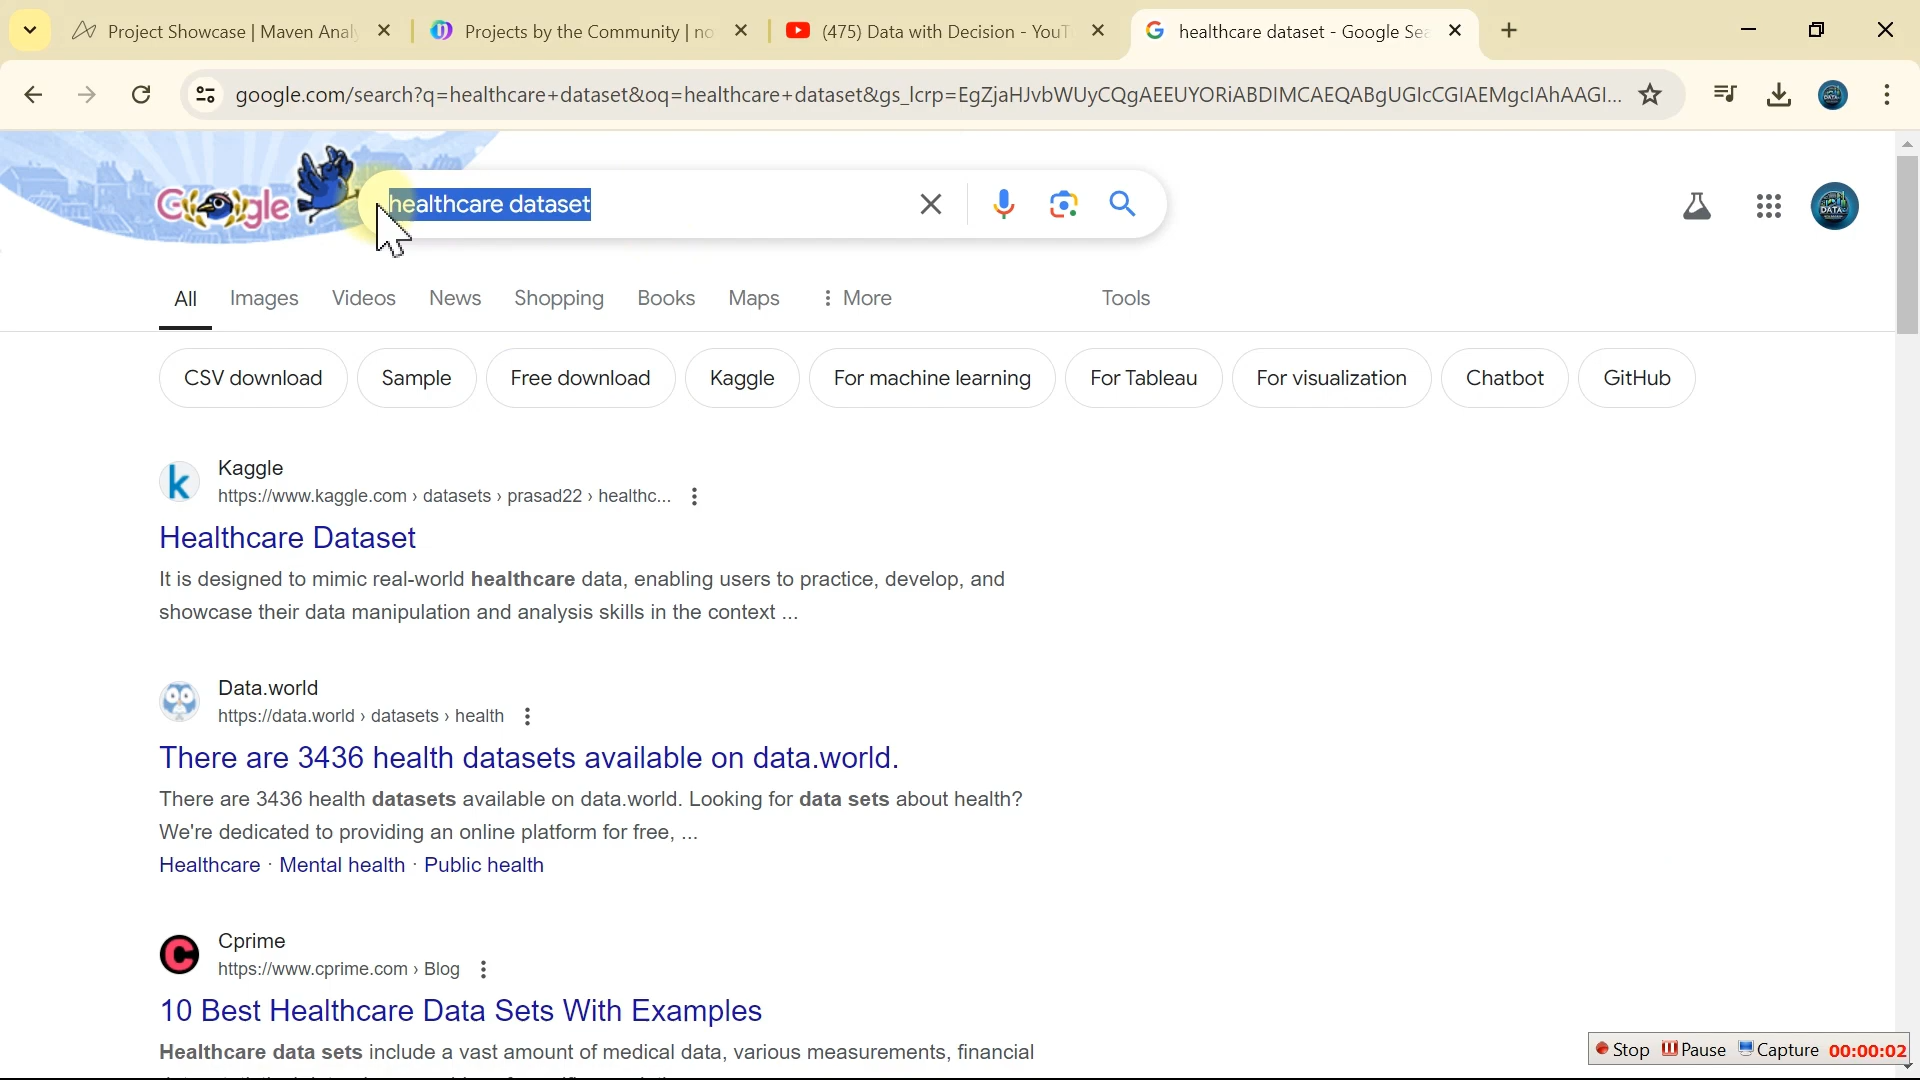 Project Showcase | Maven Anal
Projects by the Community | no
(475) Data with Decision - YouT
healthcare dataset - Google Sea
google.com/search?q=healthcare+dataset&oq=healthcare+dataset&gs_lcrp=EgZjaHJvbWUyCQgAEEUYORiABDIMCAEQABgUGIcCGIAEMgcIAhAAGI...
Google
healthcare dataset
DATA
All
Images
Videos
News
Shopping
Books
Maps
More
Tools
CSV download
Sample
Free download
Kaggle
For machine learning
For Tableau
For visualization
Chatbot
GitHub
Kaggle
https://www.kaggle.com › datasets › prasad22 › healthc...
Healthcare Dataset
It is designed to mimic real-world healthcare data, enabling users to practice, develop, and
showcase their data manipulation and analysis skills in the context ...
Data.world
https://data.world › datasets › health
There are 3436 health datasets available on data.world.
There are 3436 health datasets available on data.world. Looking for data sets about health?
We're dedicated to providing an online platform for free, ...
Healthcare · Mental health · Public health
Cprime
https://www.cprime.com › Blog
10 Best Healthcare Data Sets With Examples
Healthcare data sets include a vast amount of medical data, various measurements, financial
Stop
Pause
Capture
00:00:02